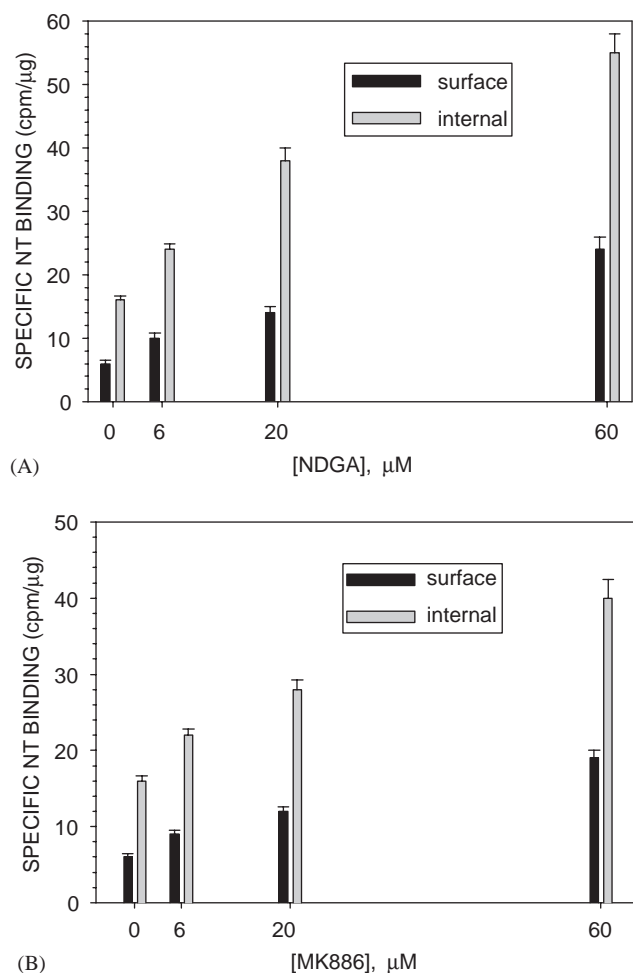 60
50
40
30
20
10
0
SPECIFIC NT BINDING (cpm/μg)
surface
internal
0 6 20 60
(A)
[NDGA], μM
50
40
30
20
10
0
SPECIFIC NT BINDING (cpm/μg)
surface
internal
0 6 20 60
(B)
[MK886], μM